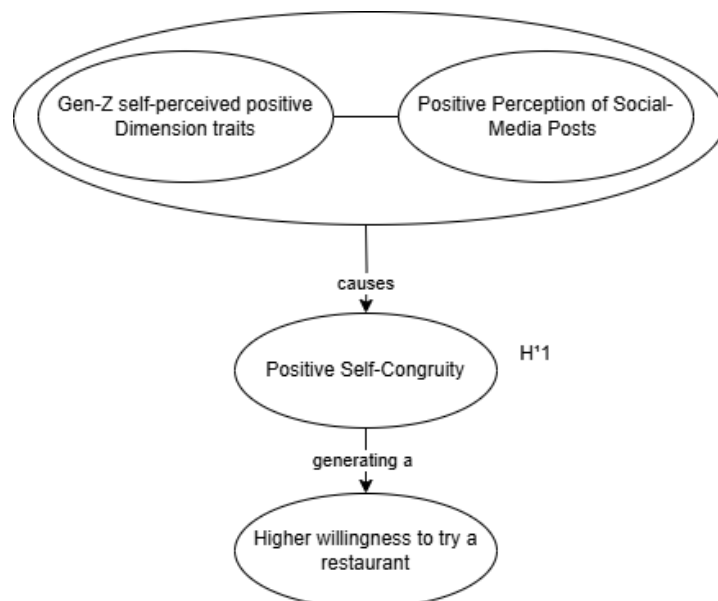 Gen-Z self-perceived positive
Dimension traits
Positive Perception of Social-
Media Posts
causes
Positive Self-Congruity
H¹1
generating a
Higher willingness to try a
restaurant